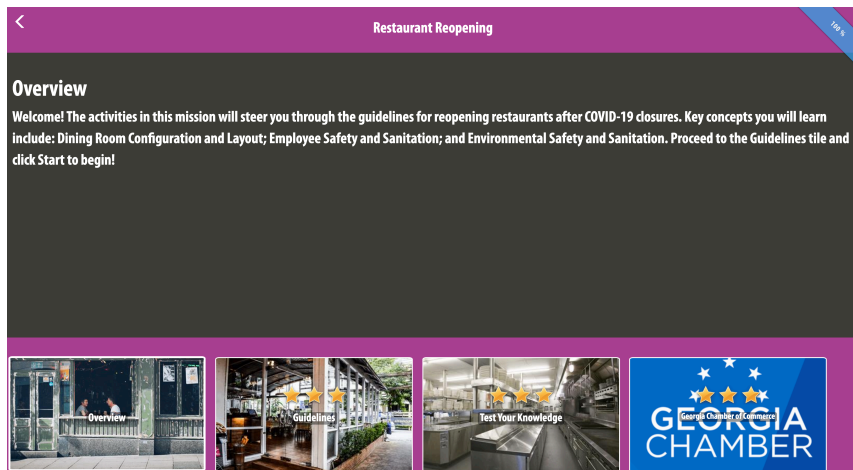 Restaurant Reopening
100 %
Overview
Welcome! The activities in this mission will steer you through the guidelines for reopening restaurants after COVID-19 closures. Key concepts you will learn
include: Dining Room Configuration and Layout; Employee Safety and Sanitation; and Environmental Safety and Sanitation. Proceed to the Guidelines tile and
click Start to begin!
Overview
Guidelines
Test Your Knowledge
Georgia Chamber of Commerce
GEORGIA
CHAMBER